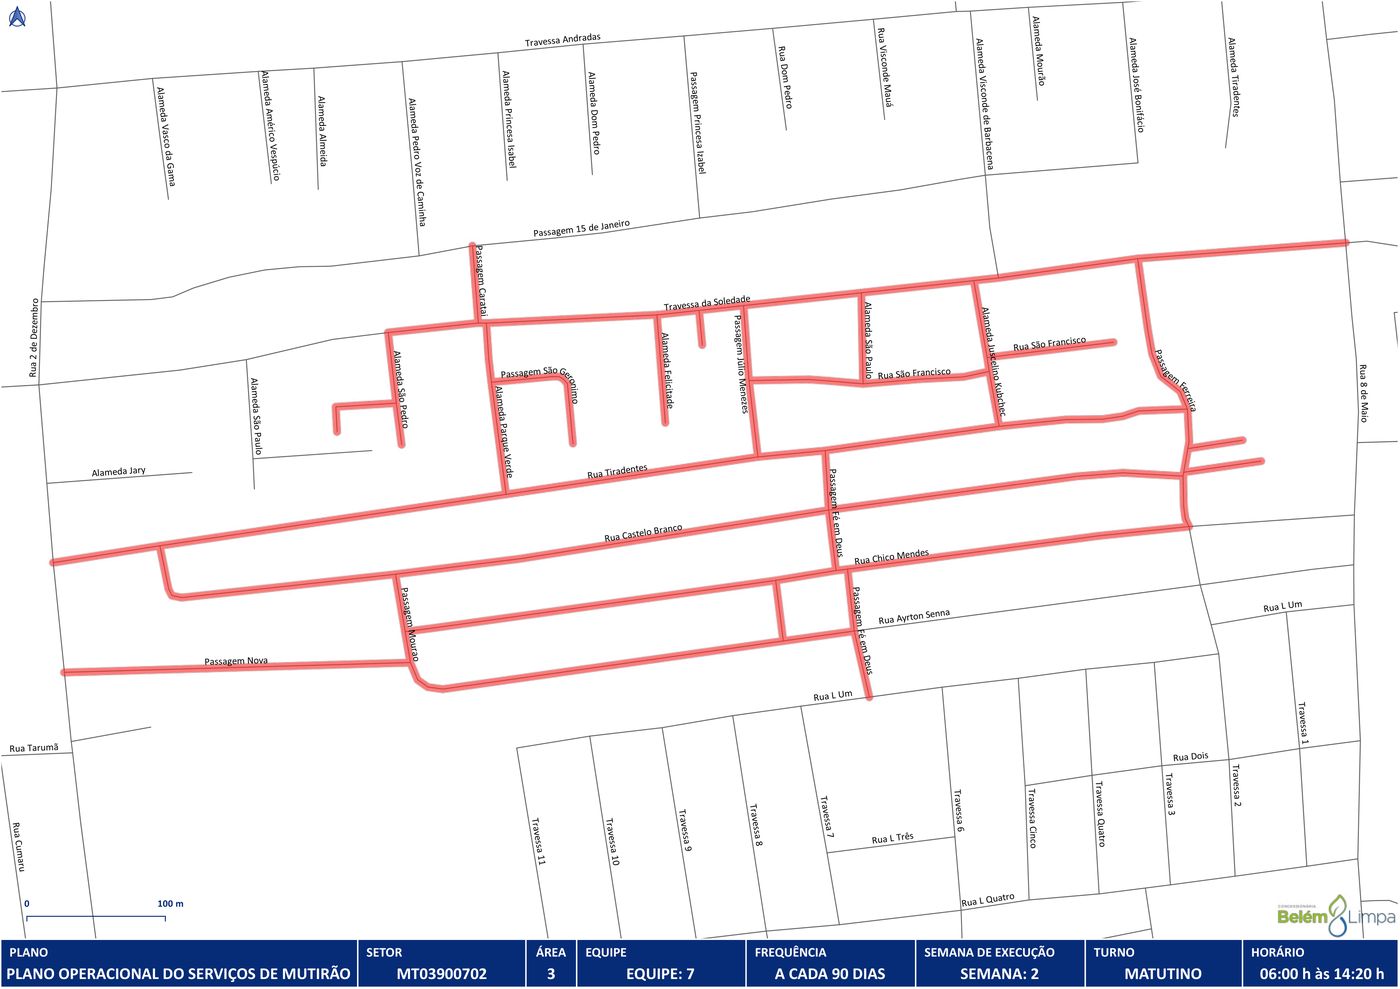 Travessa Andradas
Alameda Vasco da Gama
Alameda Américo Vespúcio
Alameda Almeida
Alameda Pedro Voz de Caminha
Alameda Princesa Isabel
Alameda Dom Pedro
Passagem Princesa Izabel
Rua Dom Pedro
Rua Visconde Mauá
Alameda Visconde de Barbacena
Alameda Mourão
Alameda José Bonifácio
Alameda Tiradentes
Passagem 15 de Janeiro
Passagem Caratai
Rua 2 de Dezembro
Travessa da Soledade
Alameda São Pedro
Alameda São Paulo
Passagem São Geronimo
Alameda Parque Verde
Alameda Felicitade
Passagem Júlio Menezes
Alameda São Paulo
Rua São Francisco
Alameda Juscelino Kubchec
Rua São Francisco
Passagem Ferreira
Rua 8 de Maio
Alameda Jary
Rua Tiradentes
Passagem Fé em Deus
Rua Castelo Branco
Rua Chico Mendes
Passagem Mourao
Passagem Fé em Deus
Rua Ayrton Senna
Rua L Um
Passagem Nova
Rua L Um
Rua Tarumã
Rua Cumaru
Travessa 11
Travessa 10
Travessa 9
Travessa 8
Travessa 7
Rua L Três
Travessa 6
Travessa Cinco
Travessa Quatro
Travessa 3
Rua Dois
Travessa 2
Travessa 1
Rua L Quatro
0 100 m
CONCESSIONÁRIA
Belém Limpa
PLANO
PLANO OPERACIONAL DO SERVIÇOS DE MUTIRÃO
SETOR
MT03900702
ÁREA
3
EQUIPE
EQUIPE: 7
FREQUÊNCIA
A CADA 90 DIAS
SEMANA DE EXECUÇÃO
SEMANA: 2
TURNO
MATUTINO
HORÁRIO
06:00 h às 14:20 h